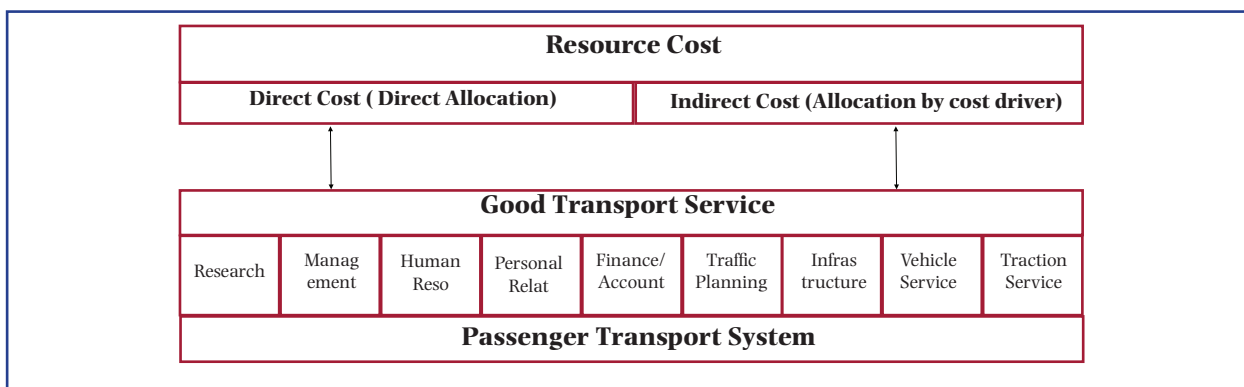 Resource Cost
Direct Cost ( Direct Allocation)
Indirect Cost (Allocation by cost driver)
Good Transport Service
Research
Manag
ement
Human
Reso
Personal
Relat
Finance/
Account
Traffic
Planning
Infras
tructure
Vehicle
Service
Traction
Service
Passenger Transport System